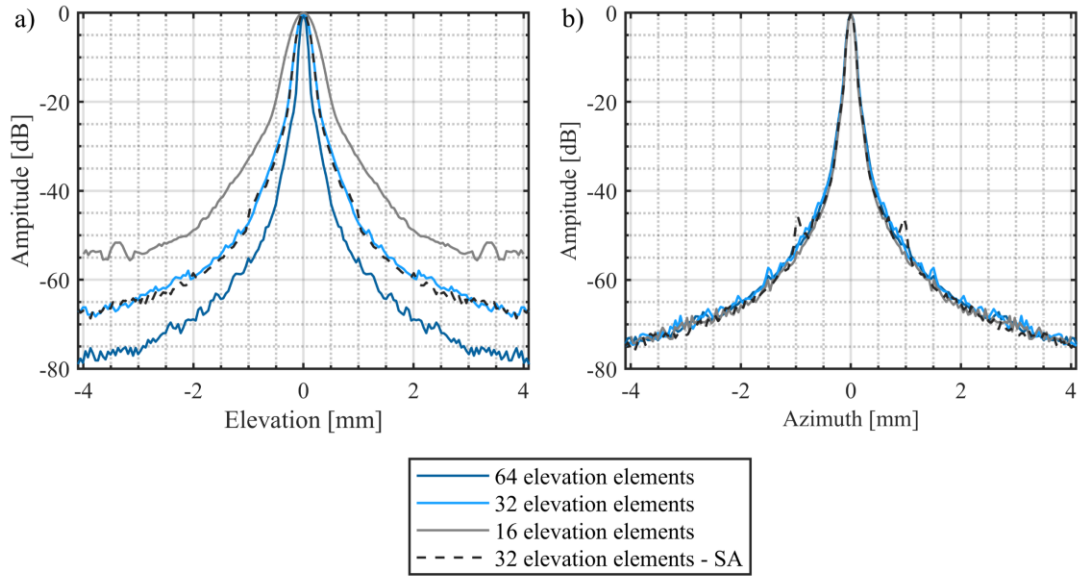 a)
0
-20
-40
-60
-80
Ampitude [dB]
-4 -2 0 2 4
Elevation [mm]
b)
0
-20
-40
-60
-80
Ampitude [dB]
-4 -2 0 2 4
Azimuth [mm]
64 elevation elements
32 elevation elements
16 elevation elements
32 elevation elements - SA